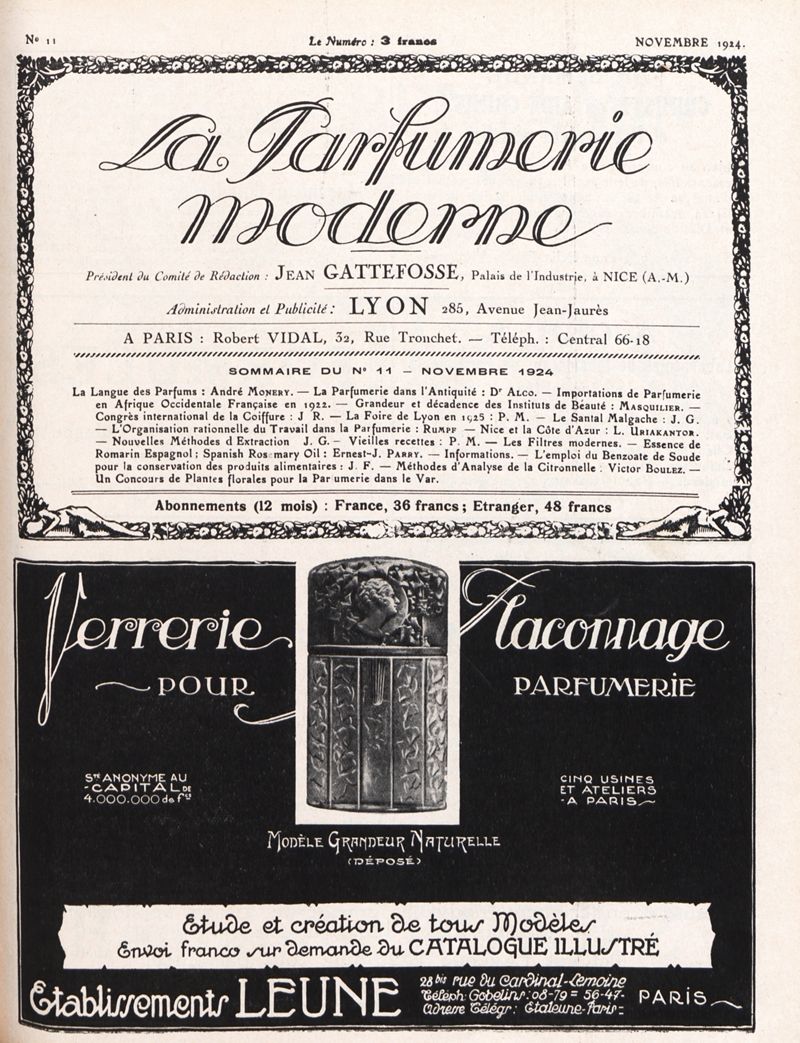 Nº 11 Le Numéro : 3 francs NOVEMBRE 1924.
La Parfumerie
moderne
Président du Comité de Rédaction : JEAN GATTEFOSSE, Palais de l'Industrie, à NICE (A.-M.)
Administration et Publicité : LYON 285, Avenue Jean-Jaurès
A PARIS : Robert VIDAL, 32, Rue Tronchet. — Téléph. : Central 66-18
SOMMAIRE DU Nº 11 — NOVEMBRE 1924
La Langue des Parfums : André MONERY. — La Parfumerie dans l'Antiquité : Dr ALCO. — Importations de Parfumerie
en Afrique Occidentale Française en 1922. — Grandeur et décadence des Instituts de Beauté : MASQUILIER. —
Congrès international de la Coiffure : J R. — La Foire de Lyon en 1925 : P. M. — Le Santal Malgache : J. G.
— L'Organisation rationnelle du Travail dans la Parfumerie : RUMPF — Nice et la Côte d'Azur : L. URIAKANTOR.
— Nouvelles Méthodes d Extraction J. G. — Vieilles recettes : P. M. — Les Filtres modernes. — Essence de
Romarin Espagnol ; Spanish Ros mary Oil : Ernest-J. PARRY. — Informations. — L'emploi du Benzoate de Soude
pour la conservation des produits alimentaires : J. F. — Méthodes d'Analyse de la Citronnelle . Victor BOULEZ. —
Un Concours de Plantes florales pour la Par umerie dans le Var.
Abonnements (12 mois) : France, 36 francs ; Etranger, 48 francs
Verrerie Flaconnage
POUR PARFUMERIE
Sté ANONYME AU
CAPITAL DE
4.000.000 de frs
CINQ USINES
ET ATELIERS
A PARIS
MODÈLE GRANDEUR NATURELLE
(DÉPOSÉ)
Etude et création de tous Modèles
Envoi franco sur demande du CATALOGUE ILLUSTRÉ
Etablissements LEUNE
28 bis rue du Cardinal-Lemoine
Téléph: Gobelins: 08-79 = 56-47-
Adresse Télégr: Etaleune-Paris-
PARIS